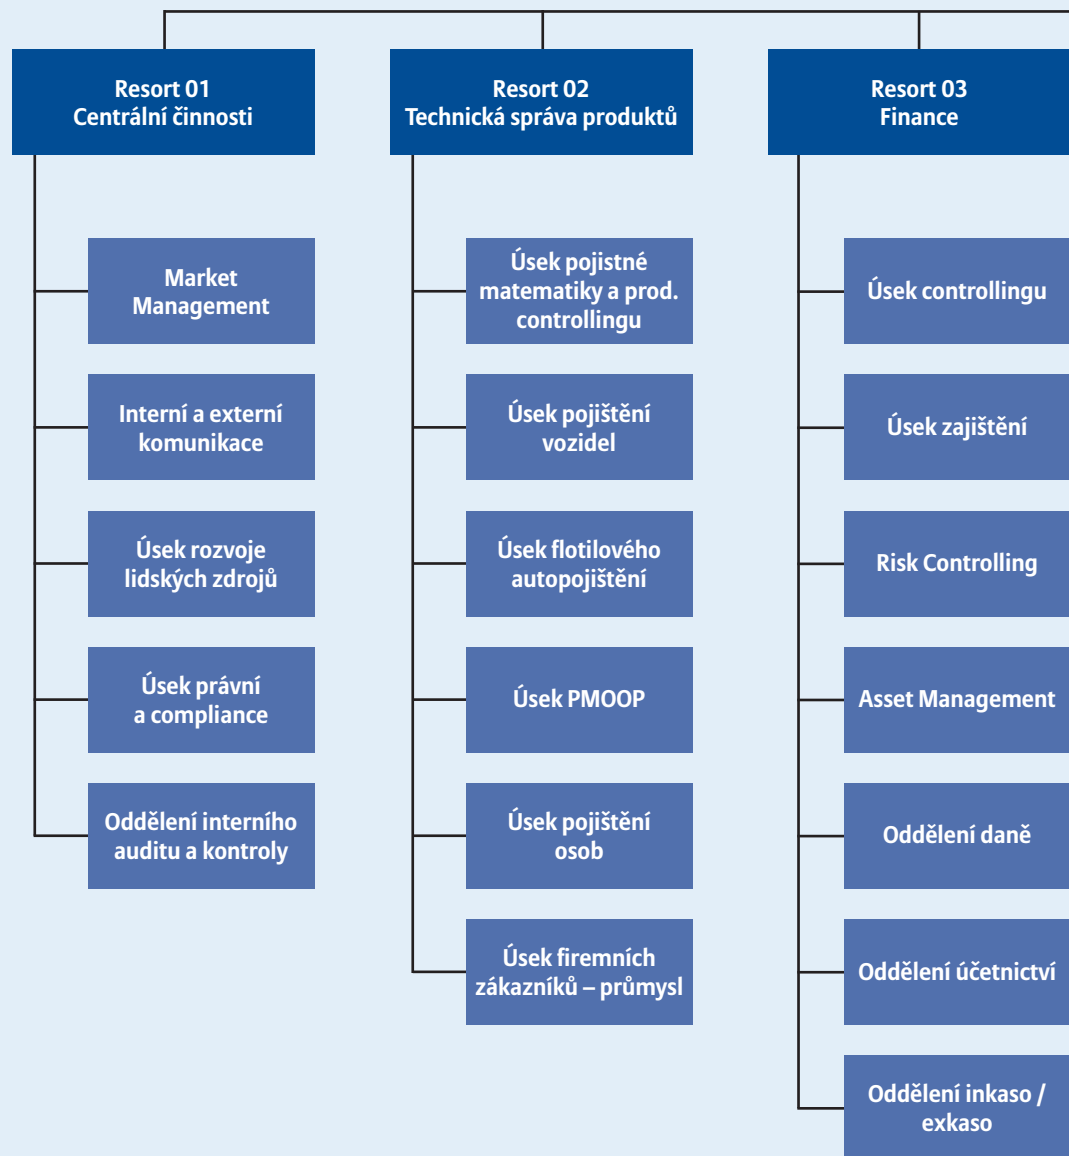 Resort 01
Centrální činnosti
Market
Management
Interní a externí
komunikace
Úsek rozvoje
lidských zdrojů
Úsek právní
a compliance
Oddělení interního
auditu a kontroly
Resort 02
Technická správa produktů
Úsek pojistné
matematiky a prod.
controllingu
Úsek pojištění
vozidel
Úsek flotilového
autopojištění
Úsek PMOOP
Úsek pojištění
osob
Úsek firemních
zákazníků – průmysl
Resort 03
Finance
Úsek controllingu
Úsek zajištění
Risk Controlling
Asset Management
Oddělení daně
Oddělení účetnictví
Oddělení inkaso /
exkaso